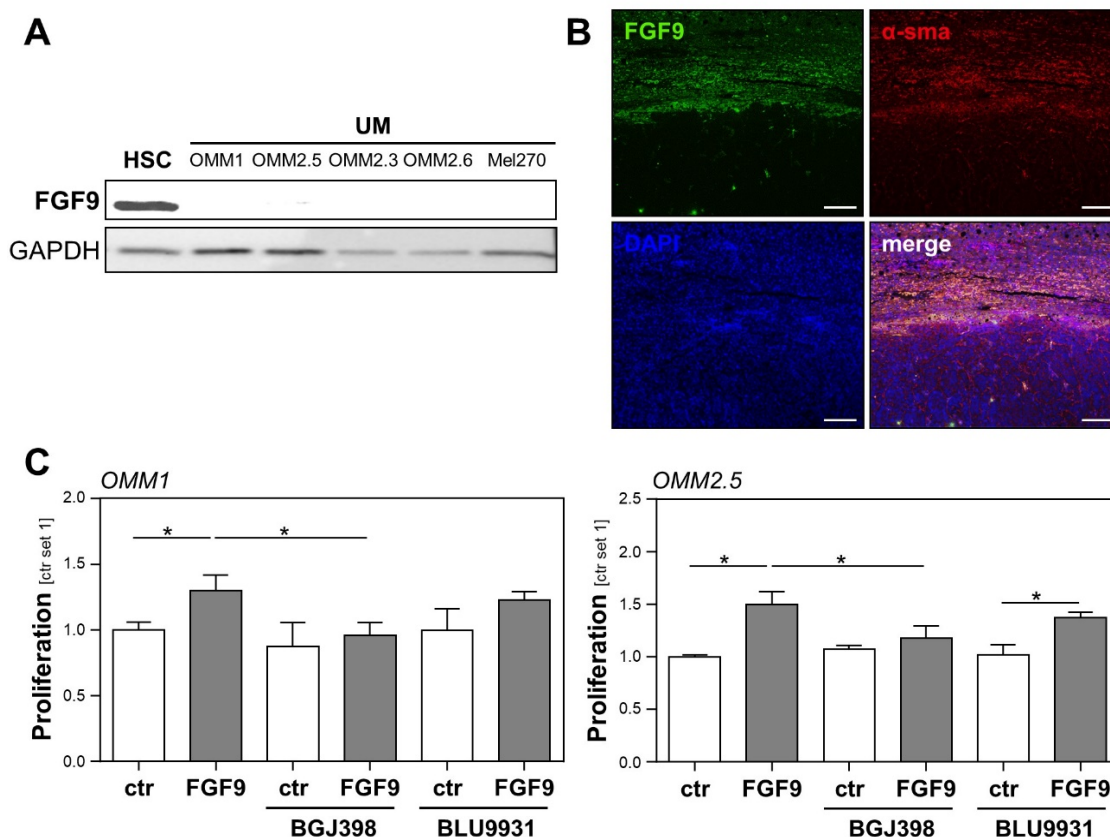 A
UM
HSC OMM1 OMM2.5 OMM2.3 OMM2.6 Mel270
FGF9
GAPDH
B
FGF9
α-sma
DAPI
merge
C
OMM1
Proliferation [ctr set 1]
2.0
1.5
1.0
0.5
0.0
* *
ctr FGF9 ctr FGF9 ctr FGF9
BGJ398 BLU9931
OMM2.5
Proliferation [ctr set 1]
2.5
2.0
1.5
1.0
0.5
0.0
* * *
ctr FGF9 ctr FGF9 ctr FGF9
BGJ398 BLU9931